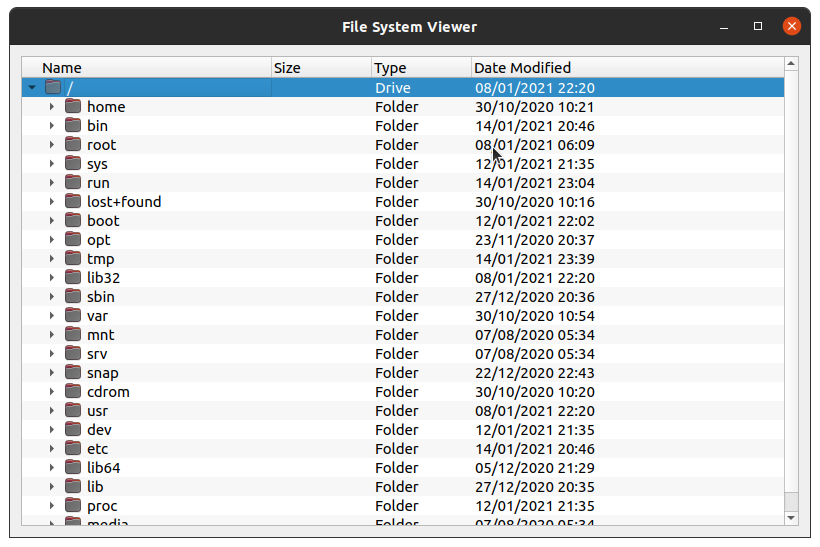 File System Viewer
Name Size Type Date Modified
/ Drive 08/01/2021 22:20
home Folder 30/10/2020 10:21
bin Folder 14/01/2021 20:46
root Folder 08/01/2021 06:09
sys Folder 12/01/2021 21:35
run Folder 14/01/2021 23:04
lost+found Folder 30/10/2020 10:16
boot Folder 12/01/2021 22:02
opt Folder 23/11/2020 20:37
tmp Folder 14/01/2021 23:39
lib32 Folder 08/01/2021 22:20
sbin Folder 27/12/2020 20:36
var Folder 30/10/2020 10:54
mnt Folder 07/08/2020 05:34
srv Folder 07/08/2020 05:34
snap Folder 22/12/2020 22:43
cdrom Folder 30/10/2020 10:20
usr Folder 08/01/2021 22:20
dev Folder 12/01/2021 21:35
etc Folder 14/01/2021 20:46
lib64 Folder 05/12/2020 21:29
lib Folder 27/12/2020 20:35
proc Folder 12/01/2021 21:35
media Folder 07/08/2020 05:34